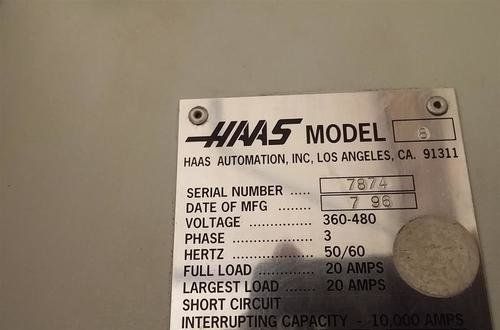 HAAS MODEL 8
HAAS AUTOMATION, INC, LOS ANGELES, CA. 91311
SERIAL NUMBER ..... 7874
DATE OF MFG ........ 7 96
VOLTAGE ............... 360-480
PHASE ................... 3
HERTZ ................... 50/60
FULL LOAD ............. 20 AMPS
LARGEST LOAD ....... 20 AMPS
SHORT CIRCUIT
INTERRUPTING CAPACITY - 10,000 AMPS